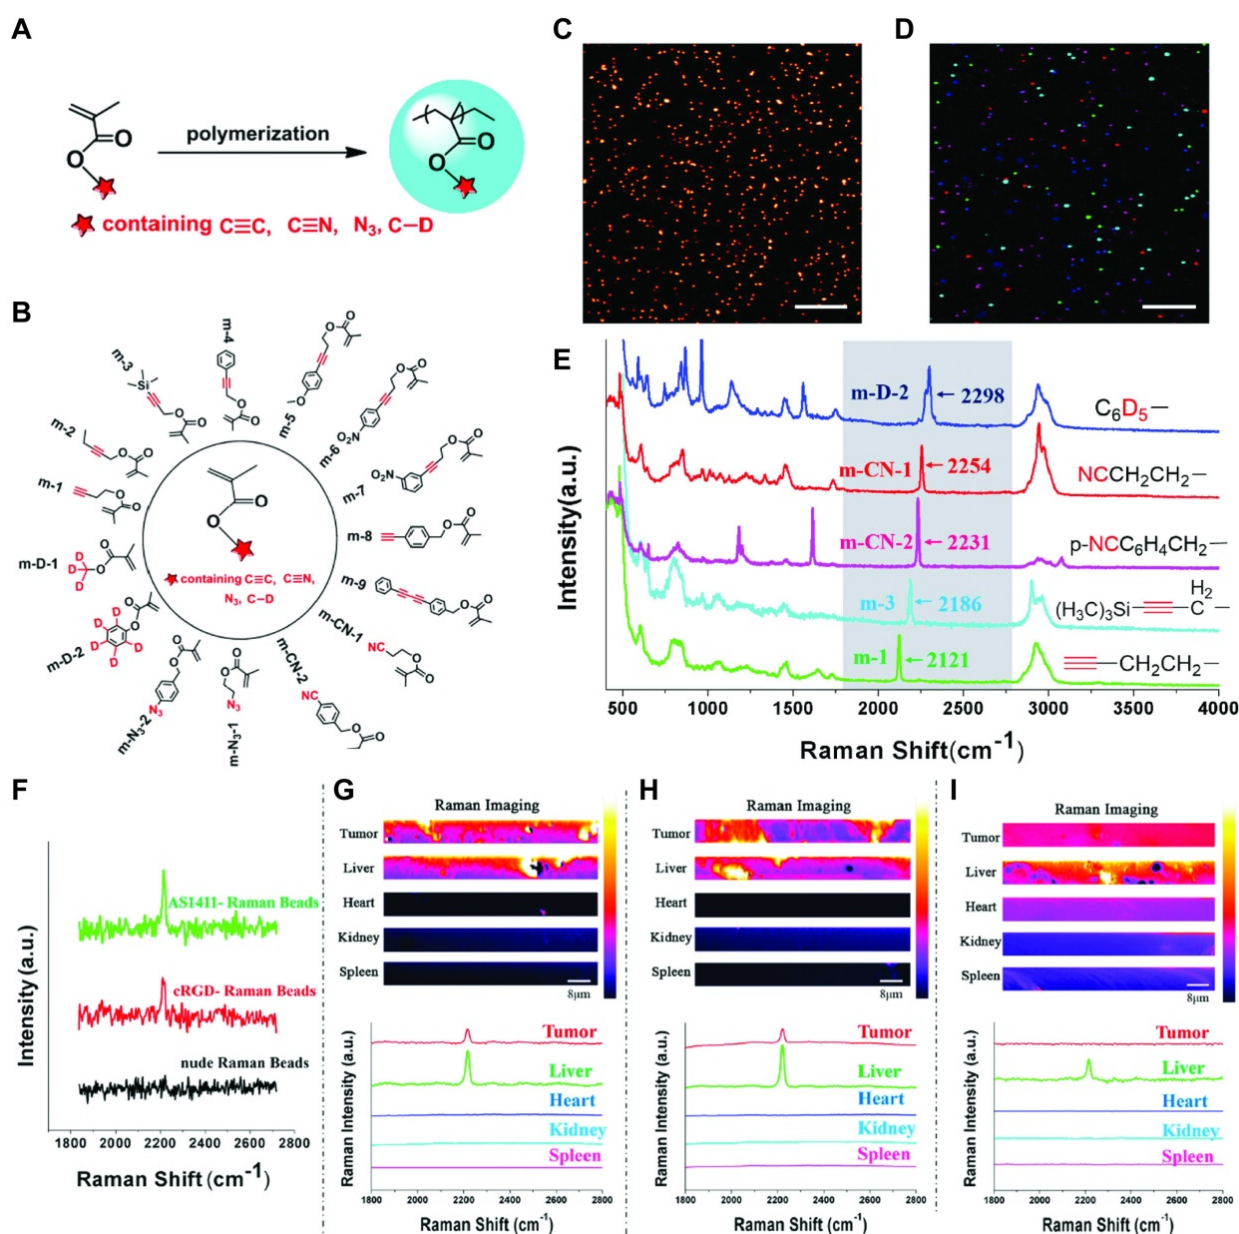 A
polymerization
O
O
O
O
containing C≡C, C≡N, N3, C–D
B
m-4
m-3
m-5
m-2
m-6
m-1
m-7
m-D-1
m-8
m-D-2
m-9
m-N3-2
m-CN-1
m-N3-1
m-CN-2
containing C≡C, C≡N,
N3, C–D
C
D
E
Intensity(a.u.)
m-D-2 ← 2298
C6D5–
m-CN-1 ← 2254
NCCH2CH2–
m-CN-2 ← 2231
p-NCC6H4CH2–
m-3 ← 2186
(H3C)3Si–≡–C–
H2
m-1 ← 2121
≡–CH2CH2–
500 1000 1500 2000 2500 3000 3500 4000
Raman Shift(cm-1)
F
Intensity (a.u.)
AS1411- Raman Beads
cRGD- Raman Beads
nude Raman Beads
1800 2000 2200 2400 2600 2800
Raman Shift (cm-1)
G
Raman Imaging
Tumor
Liver
Heart
Kidney
Spleen
8μm
Raman Intensity (a.u.)
Tumor
Liver
Heart
Kidney
Spleen
1800 2000 2200 2400 2600 2800
Raman Shift (cm-1)
H
Raman Imaging
Tumor
Liver
Heart
Kidney
Spleen
8μm
Raman Intensity (a.u.)
Tumor
Liver
Heart
Kidney
Spleen
1800 2000 2200 2400 2600 2800
Raman Shift (cm-1)
I
Raman Imaging
Tumor
Liver
Heart
Kidney
Spleen
8μm
Raman Intensity (a.u.)
Tumor
Liver
Heart
Kidney
Spleen
1800 2000 2200 2400 2600 2800
Raman Shift (cm-1)